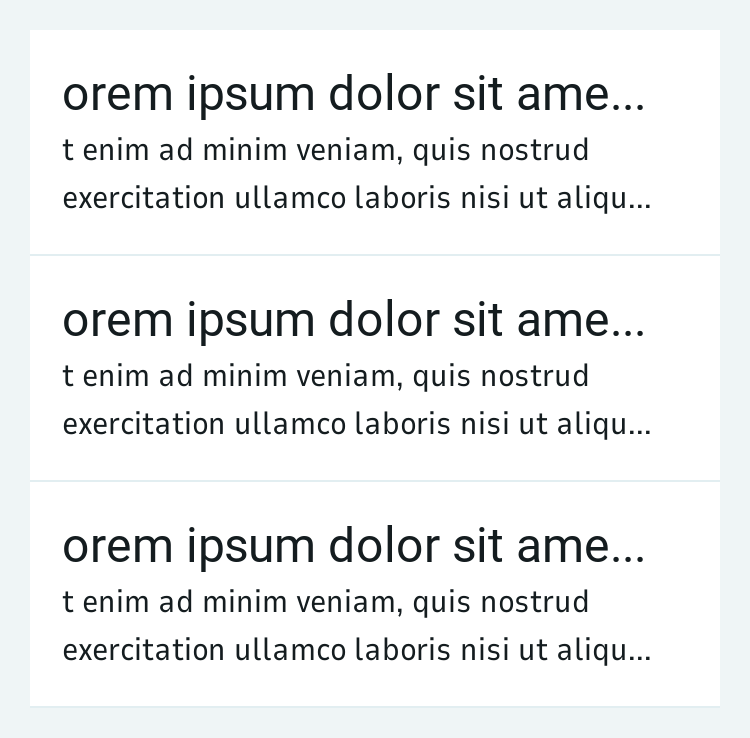 orem ipsum dolor sit ame...
t enim ad minim veniam, quis nostrud
exercitation ullamco laboris nisi ut aliqu...
orem ipsum dolor sit ame...
t enim ad minim veniam, quis nostrud
exercitation ullamco laboris nisi ut aliqu...
orem ipsum dolor sit ame...
t enim ad minim veniam, quis nostrud
exercitation ullamco laboris nisi ut aliqu...